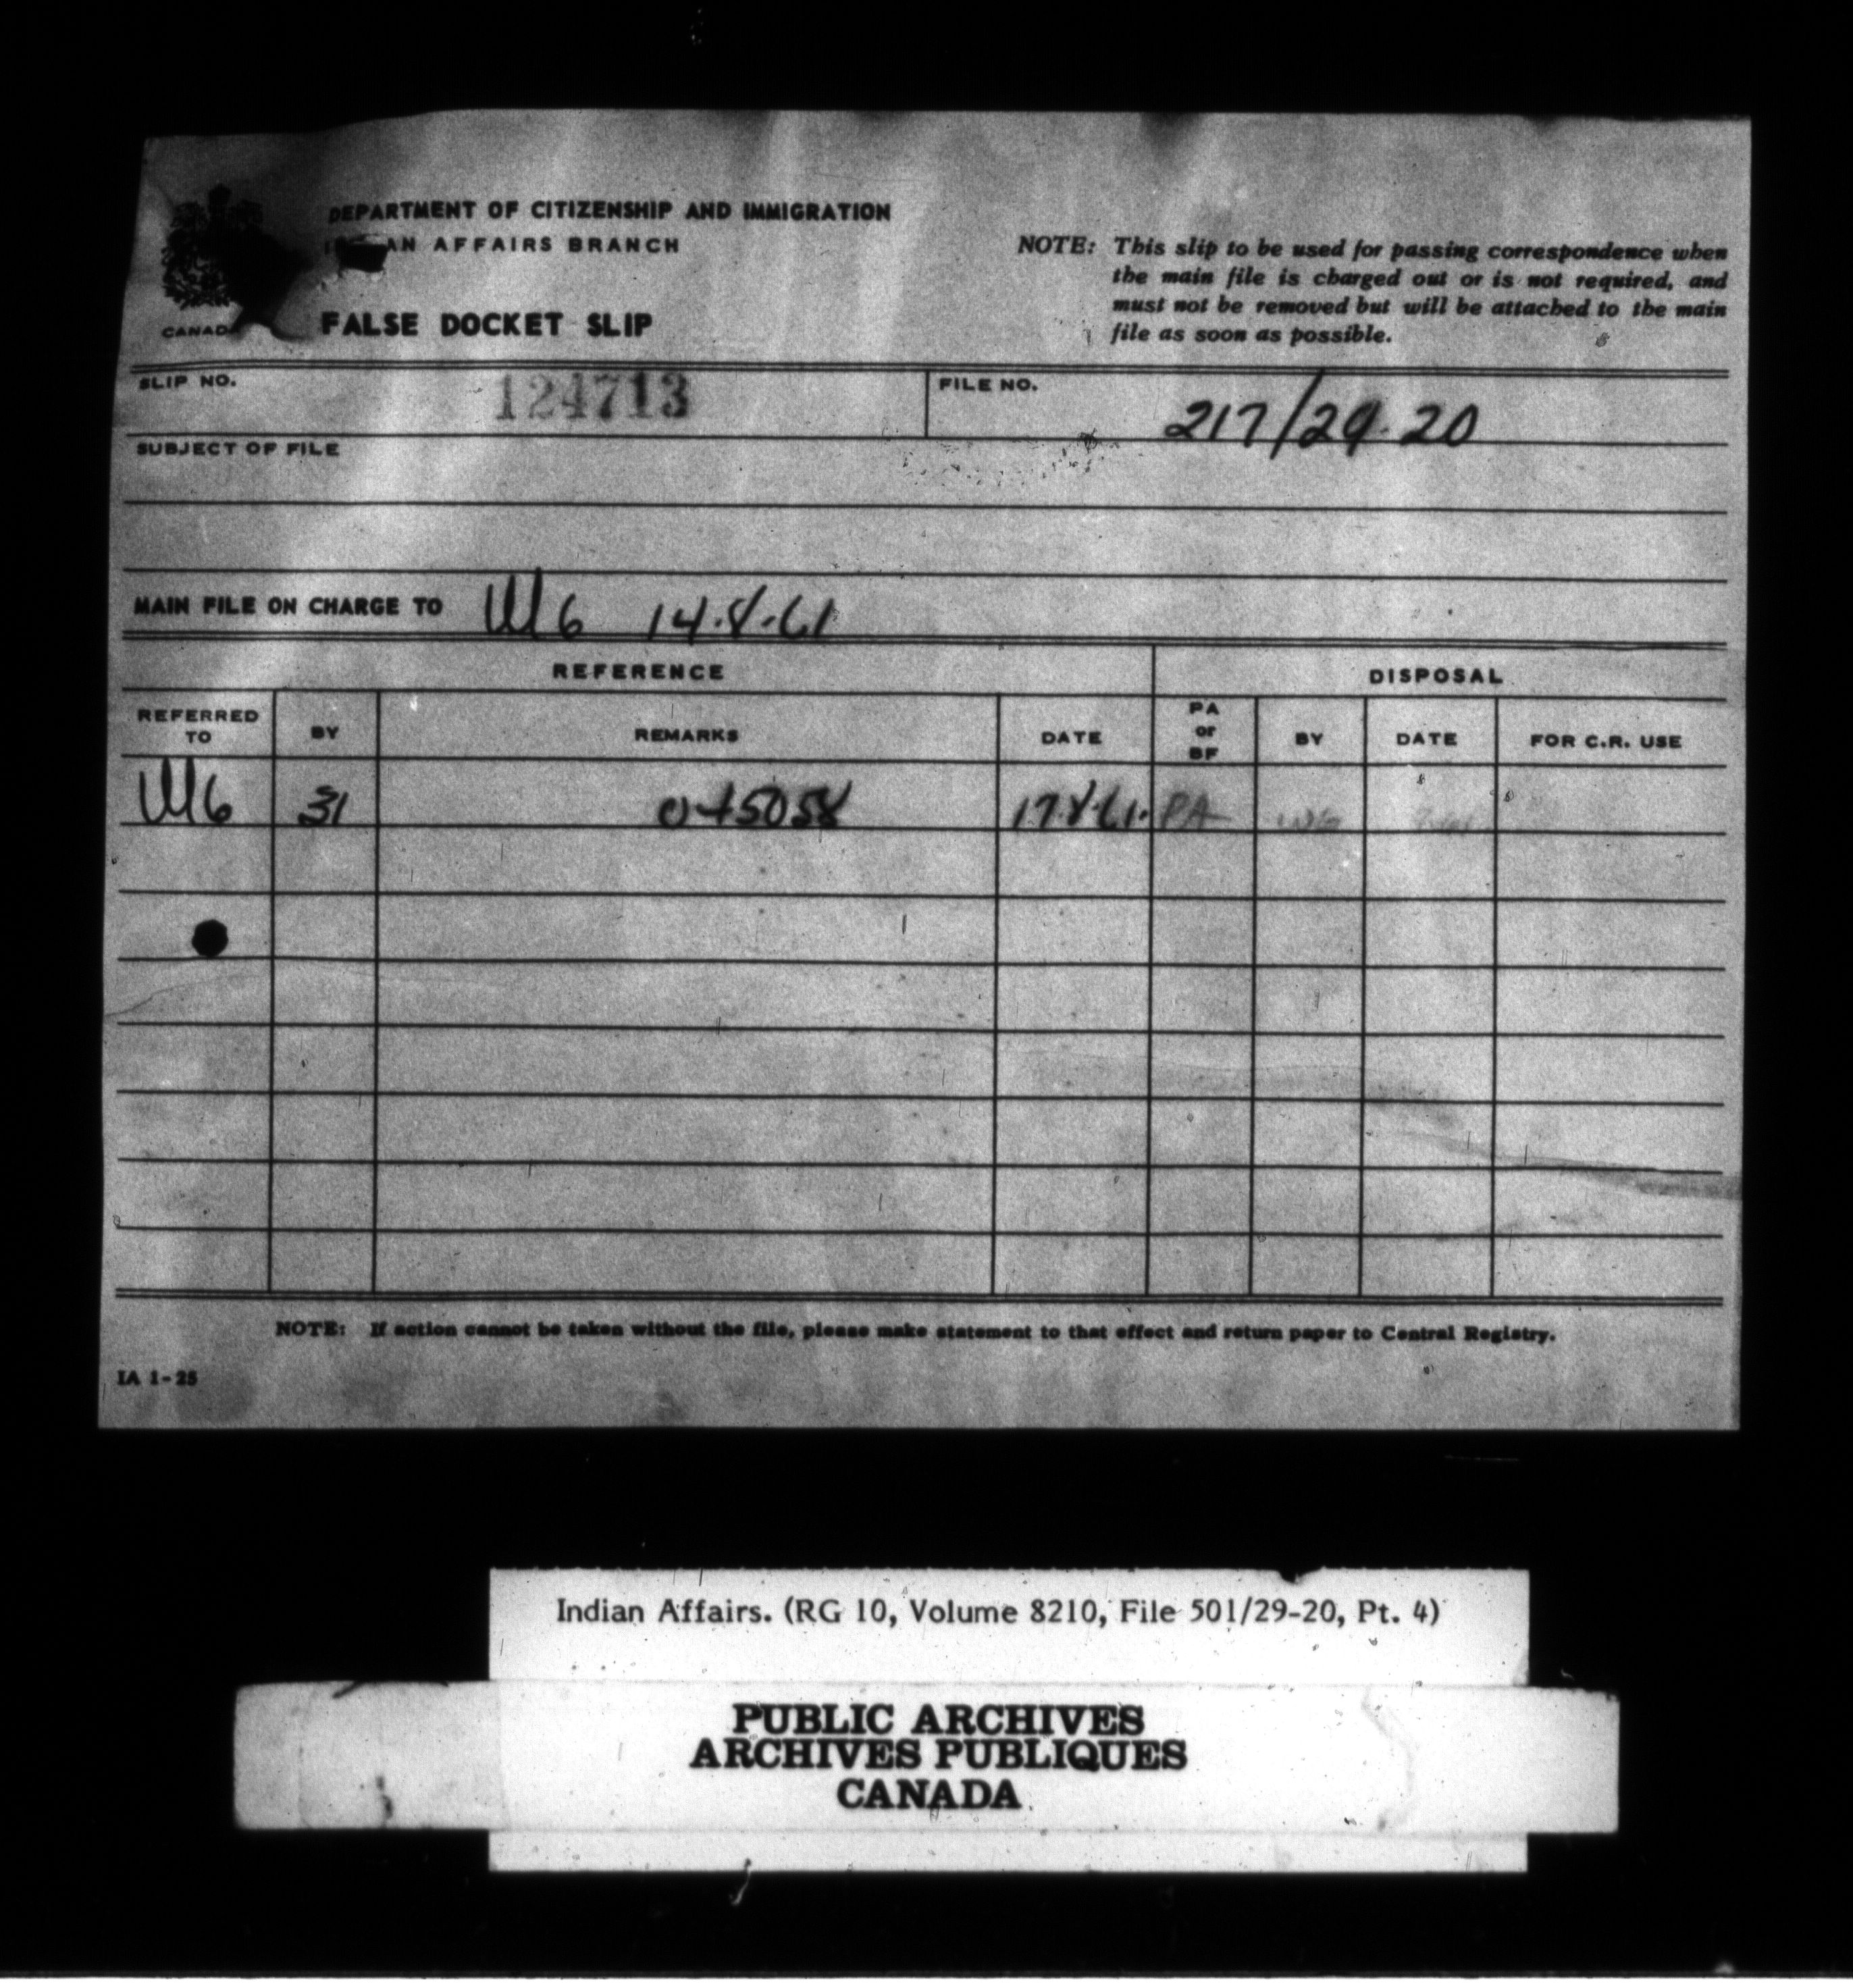 DEPARTMENT OF CITIZENSHIP AND IMMIGRATION
AFFAIRS BRANCH
CANADA
FALSE DOCKET SLIP
NOTE: This slip to be used for passing correspondence when
the main file is charged out or is not required, and
must not be removed but will be attached to the main
file as soon as possible.
SLIP NO. 124713 FILE NO. 217/29-20
SUBJECT OF FILE
MAIN FILE ON CHARGE TO W6 14.8.61
REFERENCE DISPOSAL
REFERRED TO BY REMARKS DATE PA or BF BY DATE FOR C.R. USE
W6 31 17.8.61. PA W6
NOTE: If action cannot be taken without the file, please make statement to that effect and return paper to Central Registry.
IA 1-25
Indian Affairs. (RG 10, Volume 8210, File 501/29-20, Pt. 4)
PUBLIC ARCHIVES
ARCHIVES PUBLIQUES
CANADA